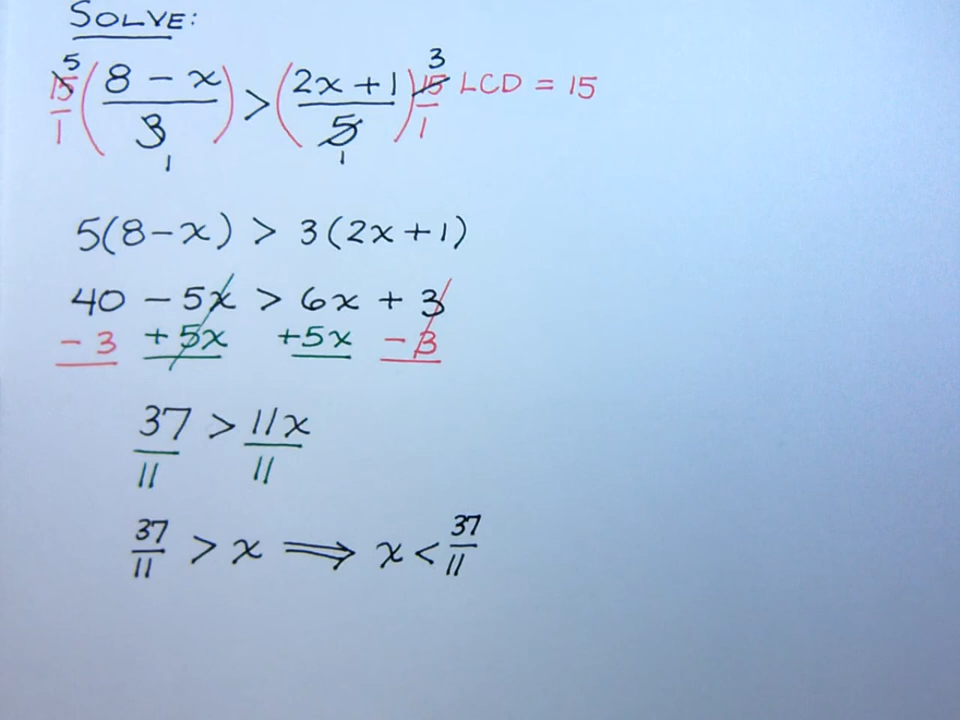 SOLVE:
15/1 5 ( (8 - x)/3 1 ) > ( (2x + 1)/5 1 ) 15/1 3 LCD = 15
5(8-x) > 3(2x+1)
40 - 5x > 6x + 3
-3 +5x +5x -3
37/11 > 11x/11
37/11 > x ⟹ x < 37/11